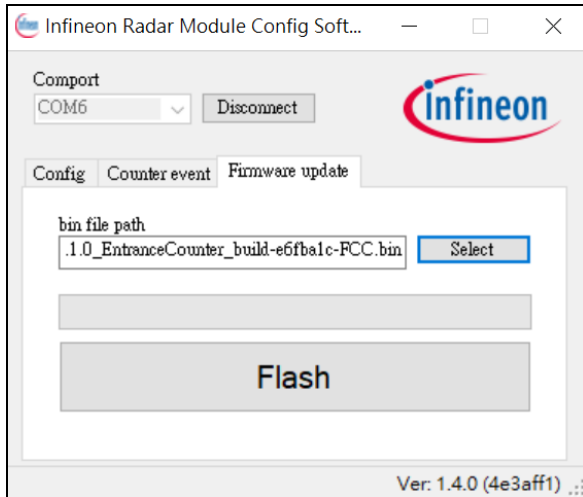 Infineon Radar Module Config Soft...
Comport
COM6
Disconnect
infineon
Config
Counter event
Firmware update
bin file path
.1.0_EntranceCounter_build-e6fba1c-FCC.bin
Select
Flash
Ver: 1.4.0 (4e3aff1)